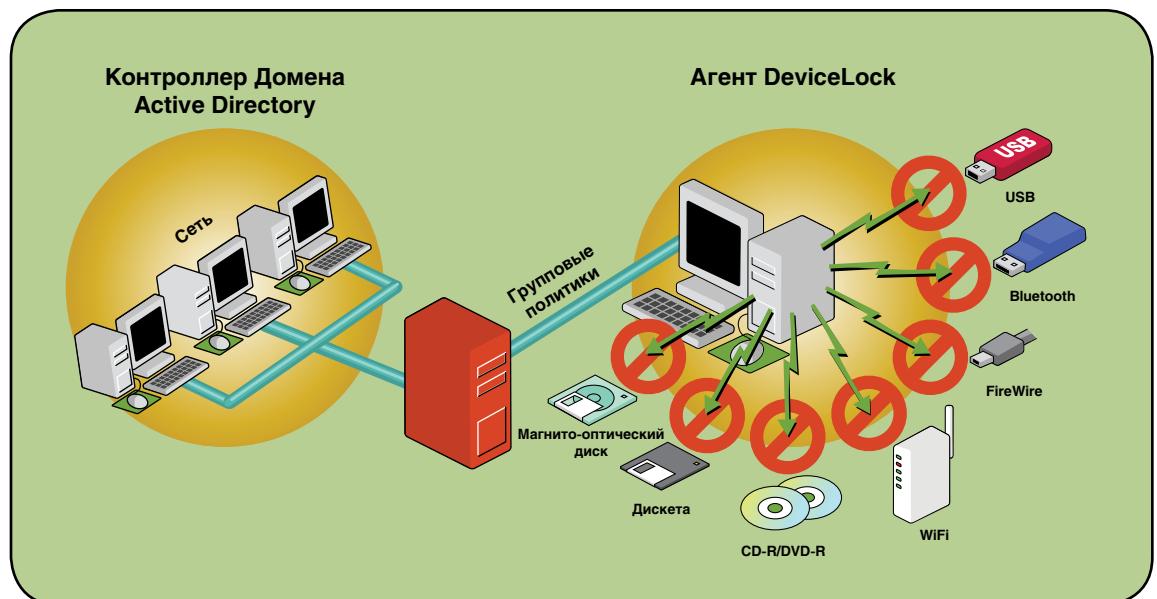 Контроллер Домена
Active Directory
Агент DeviceLock
Сеть
Групповые
политики
USB
USB
Bluetooth
FireWire
Магнито-оптический
диск
Дискета
CD-R/DVD-R
WiFi